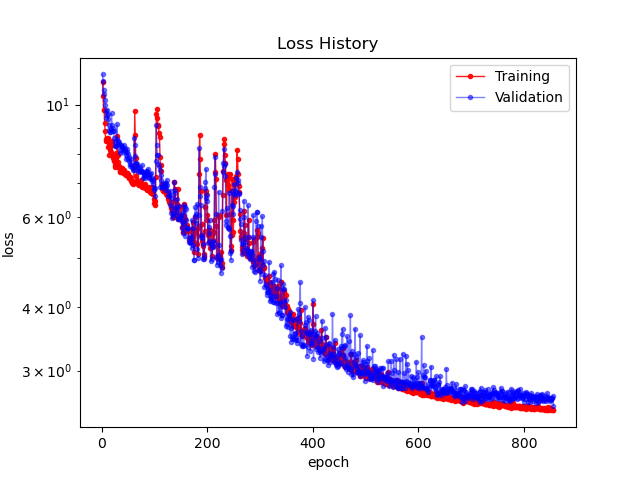 Loss History
Training
Validation
10¹
6 × 10⁰
4 × 10⁰
3 × 10⁰
loss
0 200 400 600 800
epoch